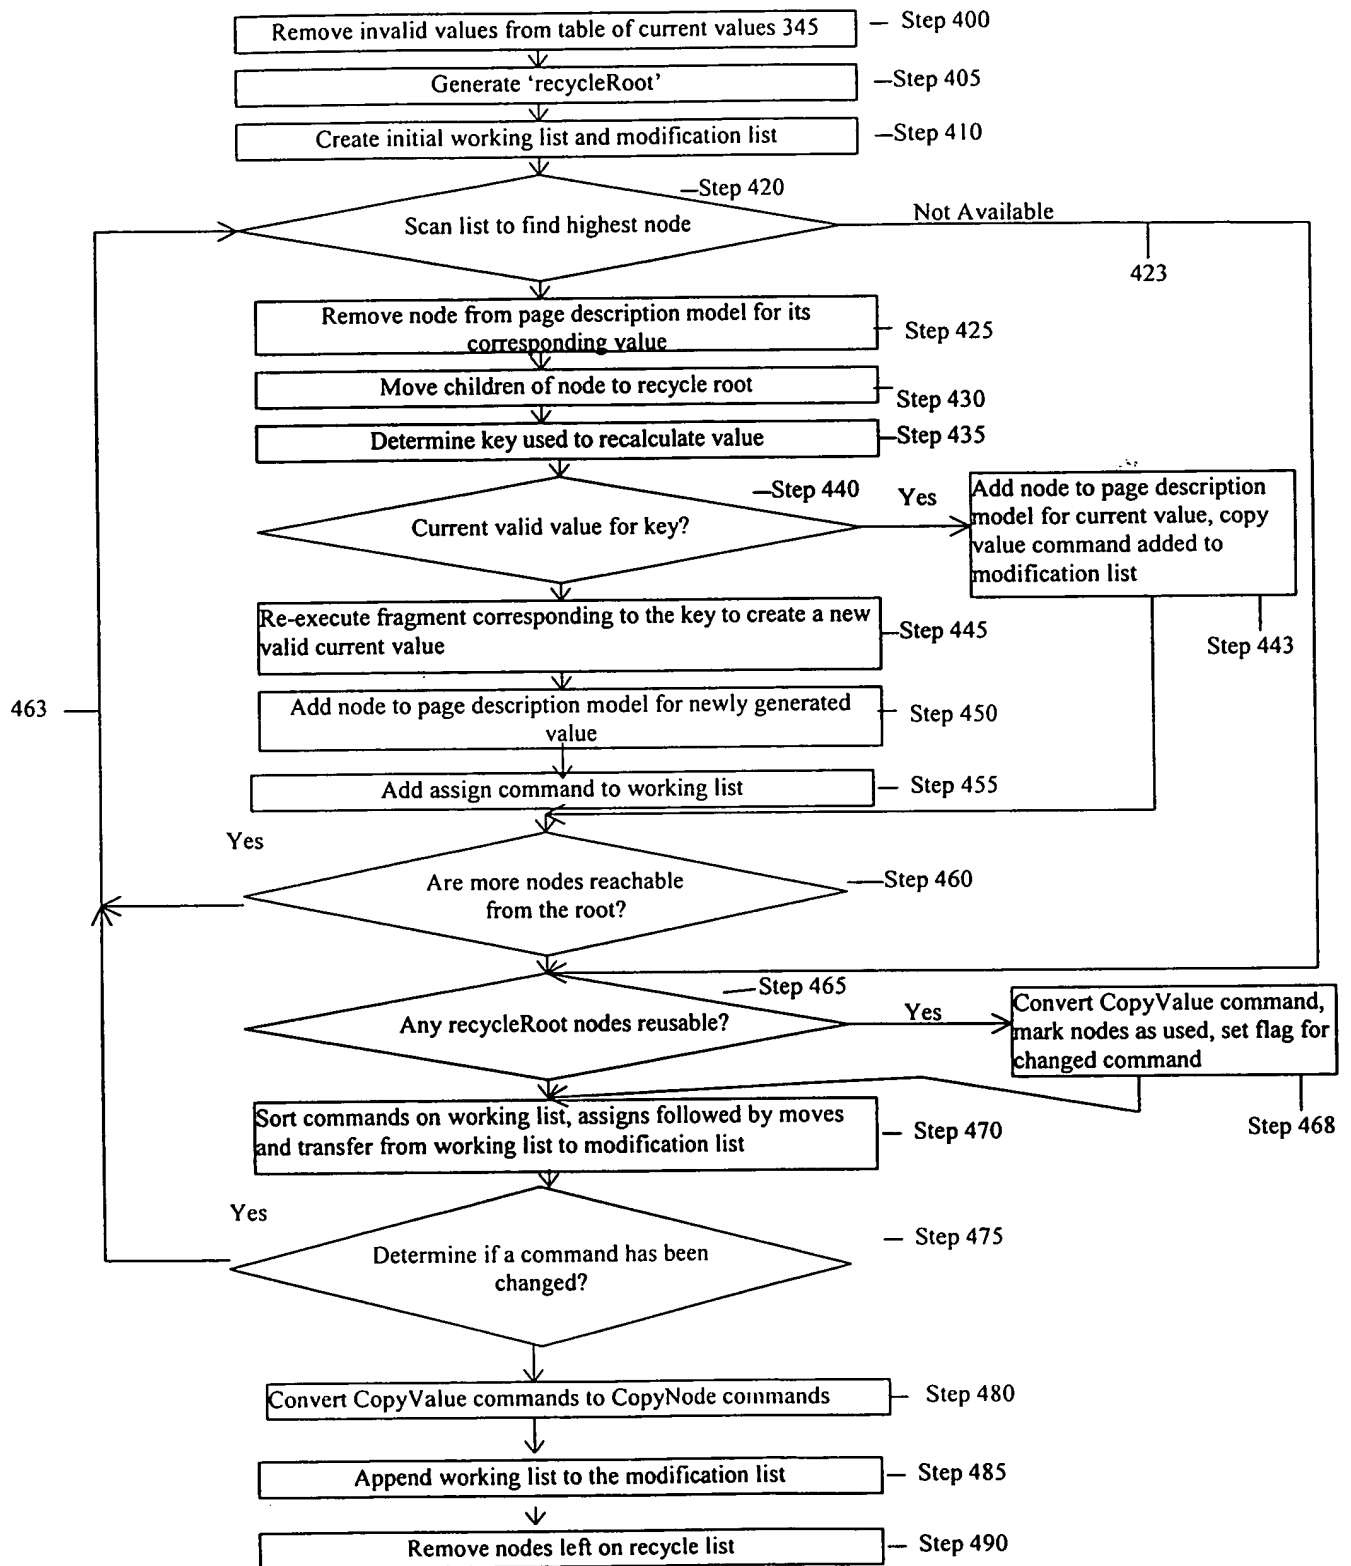 Remove invalid values from table of current values 345
— Step 400
Generate ‘recycleRoot’
—Step 405
Create initial working list and modification list
—Step 410
—Step 420
Scan list to find highest node
Not Available
423
Remove node from page description model for its
corresponding value
Step 425
Move children of node to recycle root
Step 430
Determine key used to recalculate value
—Step 435
—Step 440
Current valid value for key?
Yes
Add node to page description
model for current value, copy
value command added to
modification list
Step 443
Re-execute fragment corresponding to the key to create a new
valid current value
—Step 445
Add node to page description model for newly generated
value
Step 450
Add assign command to working list
— Step 455
463
Yes
Are more nodes reachable
from the root?
—Step 460
—Step 465
Any recycleRoot nodes reusable?
Yes
Convert CopyValue command,
mark nodes as used, set flag for
changed command
Step 468
Sort commands on working list, assigns followed by moves
and transfer from working list to modification list
— Step 470
Yes
Determine if a command has been
changed?
— Step 475
Convert CopyValue commands to CopyNode commands
— Step 480
Append working list to the modification list
— Step 485
Remove nodes left on recycle list
— Step 490